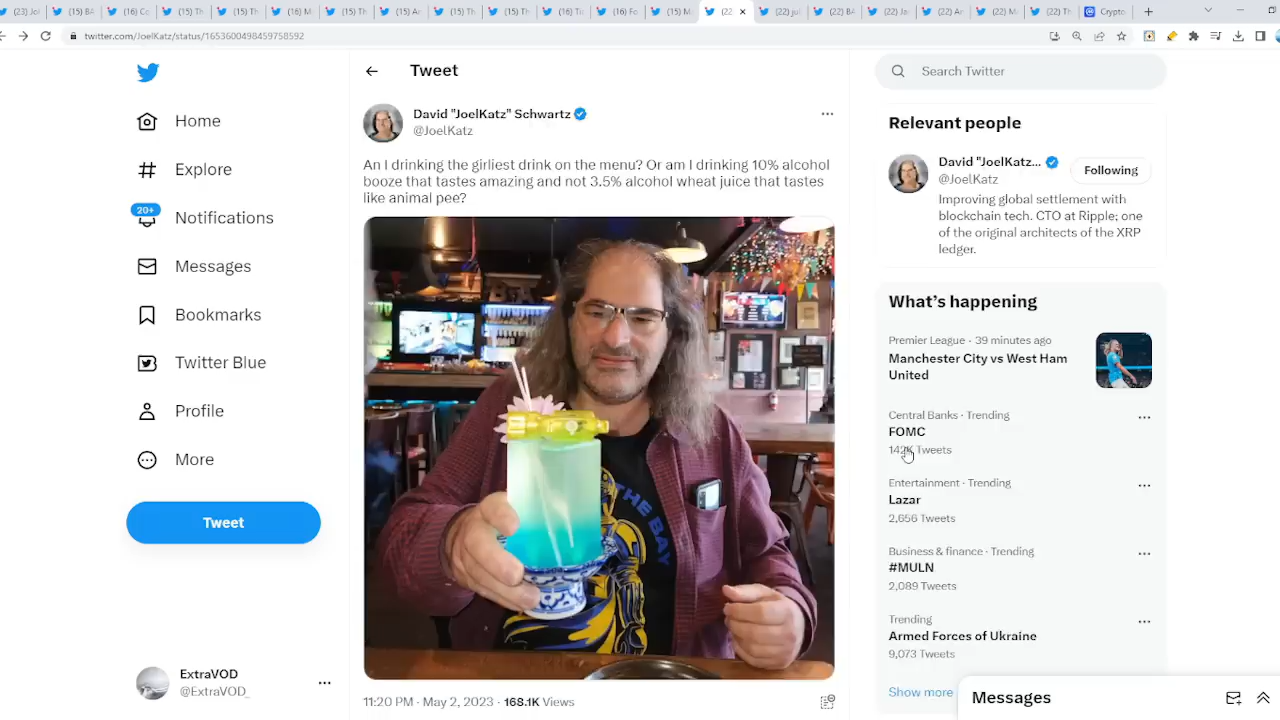 twitter.com/JoelKatz/status/1653600498459758592
Tweet
Search Twitter
Home
Explore
20+
Notifications
Messages
Bookmarks
Twitter Blue
Profile
More
Tweet
ExtraVOD
@ExtraVOD_
David "JoelKatz" Schwartz
@JoelKatz
An I drinking the girliest drink on the menu? Or am I drinking 10% alcohol
booze that tastes amazing and not 3.5% alcohol wheat juice that tastes
like animal pee?
THE BAY
11:20 PM · May 2, 2023 · 168.1K Views
Relevant people
David "JoelKatz...
@JoelKatz
Following
Improving global settlement with
blockchain tech. CTO at Ripple; one
of the original architects of the XRP
ledger.
What's happening
Premier League · 39 minutes ago
Manchester City vs West Ham
United
Central Banks · Trending
FOMC
142K Tweets
Entertainment · Trending
Lazar
2,656 Tweets
Business & finance · Trending
#MULN
2,089 Tweets
Trending
Armed Forces of Ukraine
9,073 Tweets
Show more
Messages